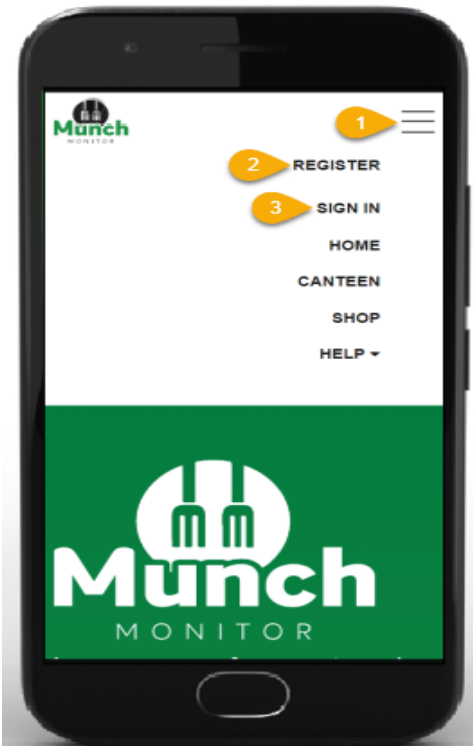 Munch
MONITOR
1
2 REGISTER
3 SIGN IN
HOME
CANTEEN
SHOP
HELP
Munch
MONITOR